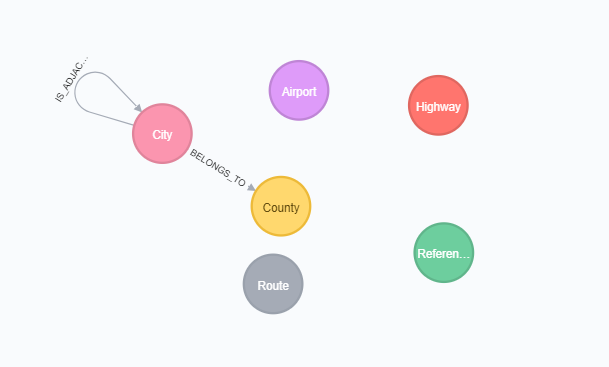 IS_ADJAC...
Airport
Highway
City
BELONGS_TO
County
Referen...
Route